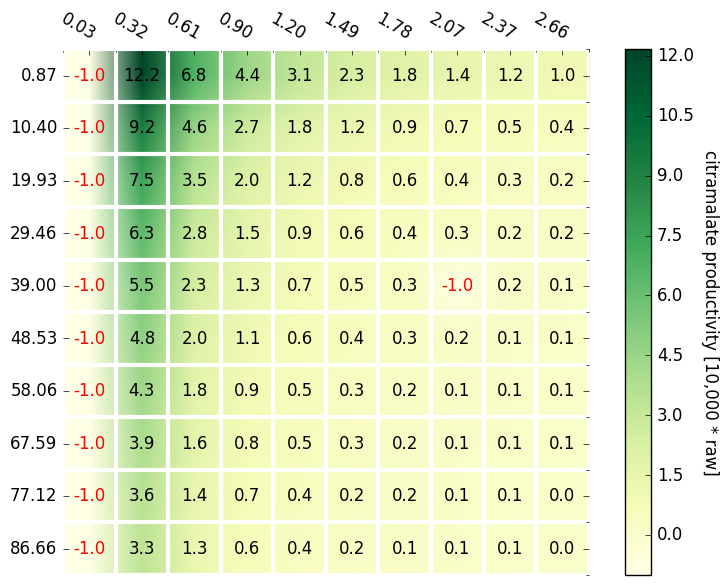 0.03 0.32 0.61 0.90 1.20 1.49 1.78 2.07 2.37 2.66
0.87 -1.0 12.2 6.8 4.4 3.1 2.3 1.8 1.4 1.2 1.0
10.40 -1.0 9.2 4.6 2.7 1.8 1.2 0.9 0.7 0.5 0.4
19.93 -1.0 7.5 3.5 2.0 1.2 0.8 0.6 0.4 0.3 0.2
29.46 -1.0 6.3 2.8 1.5 0.9 0.6 0.4 0.3 0.2 0.2
39.00 -1.0 5.5 2.3 1.3 0.7 0.5 0.3 -1.0 0.2 0.1
48.53 -1.0 4.8 2.0 1.1 0.6 0.4 0.3 0.2 0.1 0.1
58.06 -1.0 4.3 1.8 0.9 0.5 0.3 0.2 0.1 0.1 0.1
67.59 -1.0 3.9 1.6 0.8 0.5 0.3 0.2 0.1 0.1 0.1
77.12 -1.0 3.6 1.4 0.7 0.4 0.2 0.2 0.1 0.1 0.0
86.66 -1.0 3.3 1.3 0.6 0.4 0.2 0.1 0.1 0.1 0.0
12.0
10.5
9.0
7.5
6.0
4.5
3.0
1.5
0.0
citramalate productivity [10,000 * raw]